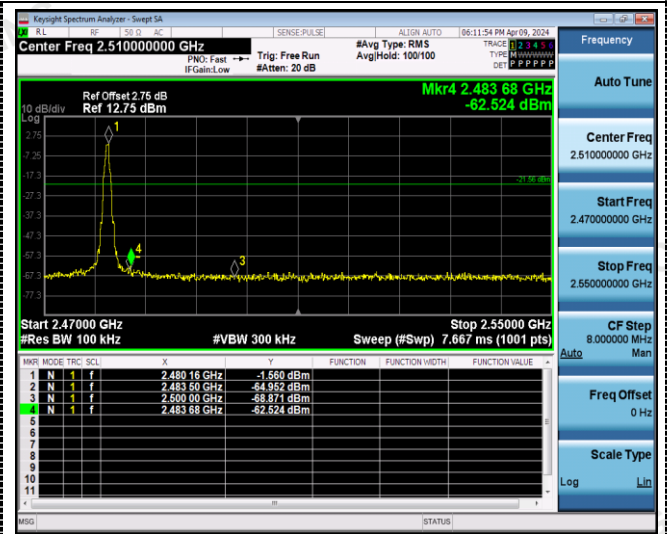 Keysight Spectrum Analyzer - Swept SA
RL RF 50 Ω AC SENSE:PULSE ALIGN AUTO 06:11:54 PM Apr 09, 2024
Center Freq 2.510000000 GHz
#Avg Type: RMS
TRACE 1 2 3 4 5 6
PNO: Fast Trig: Free Run Avg|Hold: 100/100
TYPE M W W W W W
IFGain:Low #Atten: 20 dB
DET P P P P P P
Mkr4 2.483 68 GHz
-62.524 dBm
Ref Offset 2.75 dB
10 dB/div Ref 12.75 dBm
Log
1
2.75
-7.25
-17.3
-21.56 dBm
-27.3
-37.3
-47.3
-57.3
4
3
-67.3
-77.3
Start 2.47000 GHz Stop 2.55000 GHz
#Res BW 100 kHz #VBW 300 kHz Sweep (#Swp) 7.667 ms (1001 pts)
MKR MODE TRC SCL X Y FUNCTION FUNCTION WIDTH FUNCTION VALUE
1 N 1 f 2.480 16 GHz -1.560 dBm
2 N 1 f 2.483 50 GHz -64.952 dBm
3 N 1 f 2.500 00 GHz -68.871 dBm
4 N 1 f 2.483 68 GHz -62.524 dBm
5
6
7
8
9
10
11
MSG STATUS
Frequency
Auto Tune
Center Freq
2.510000000 GHz
Start Freq
2.470000000 GHz
Stop Freq
2.550000000 GHz
CF Step
8.000000 MHz
Auto Man
Freq Offset
0 Hz
Scale Type
Log Lin